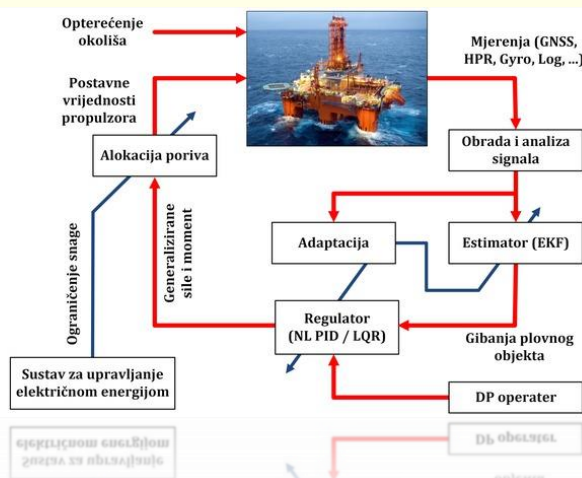 Opterećenje
okoliša
Postavne
vrijednosti
propulzora
Mjerenja (GNSS,
HPR, Gyro, Log, ...)
Alokacija poriva
Obrada i analiza
signala
Ograničenje snage
Generalizirane
sile i moment
Adaptacija
Estimator (EKF)
Regulator
(NL PID / LQR)
Gibanja plovnog
objekta
Sustav za upravljanje
električnom energijom
DP operater